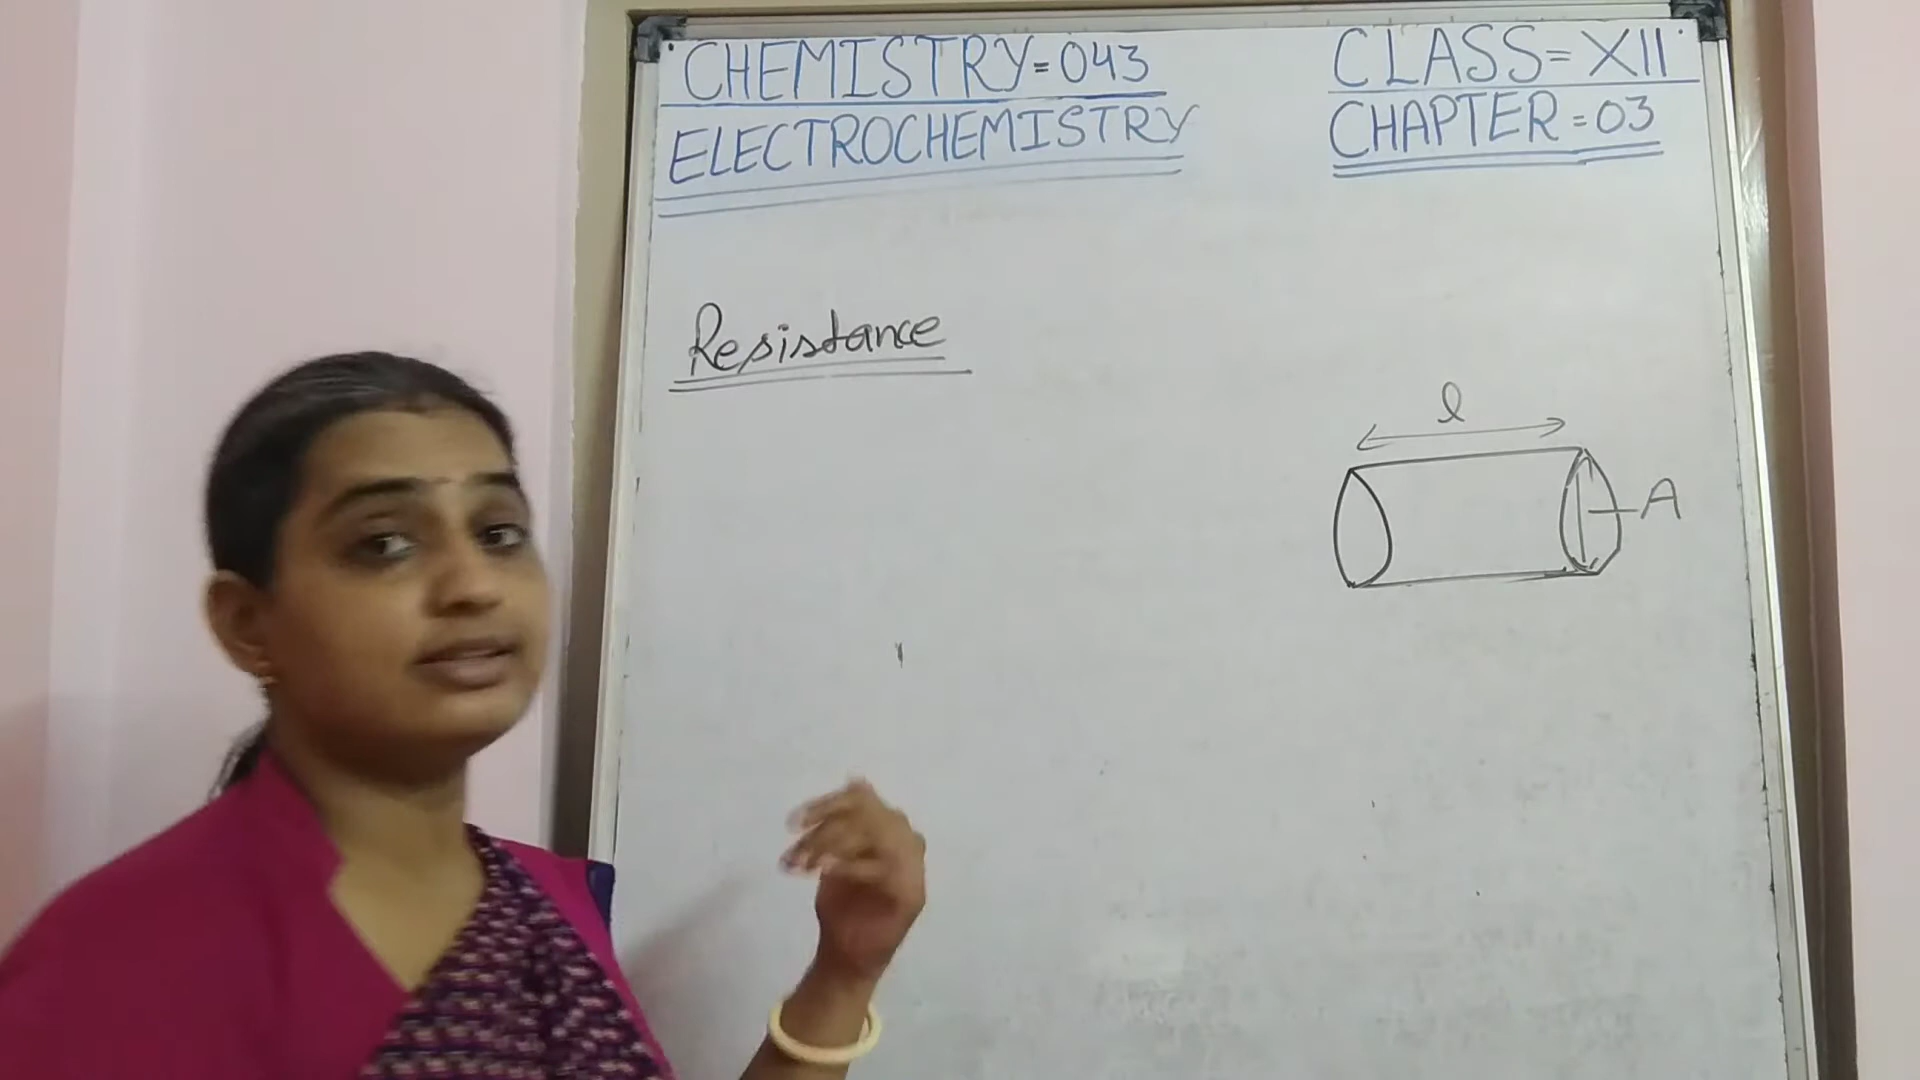 CHEMISTRY=043
ELECTROCHEMISTRY
CLASS=XII
CHAPTER=03
Resistance
l
A